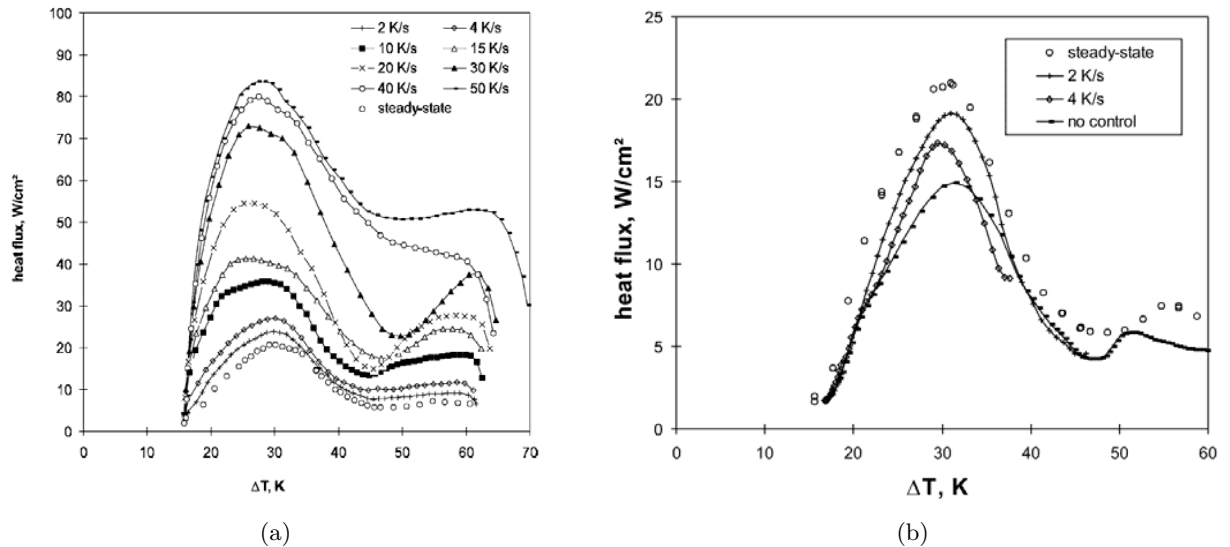 100
90
80
70
60
50
40
30
20
10
0
heat flux, W/cm²
2 K/s 4 K/s
10 K/s 15 K/s
20 K/s 30 K/s
40 K/s 50 K/s
steady-state
0 10 20 30 40 50 60 70
ΔT, K
(a)
25
20
15
10
5
0
heat flux, W/cm²
steady-state
2 K/s
4 K/s
no control
0 10 20 30 40 50 60
ΔT, K
(b)